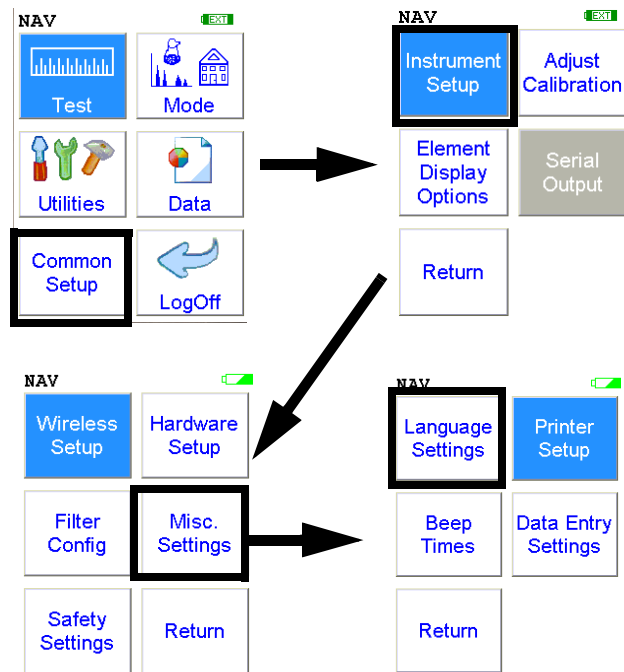 NAV
EXT
Test
Mode
Utilities
Data
Common
Setup
LogOff
NAV
EXT
Instrument
Setup
Adjust
Calibration
Element
Display
Options
Serial
Output
Return
NAV
Wireless
Setup
Hardware
Setup
Filter
Config
Misc.
Settings
Safety
Settings
Return
NAV
Language
Settings
Printer
Setup
Beep
Times
Data Entry
Settings
Return